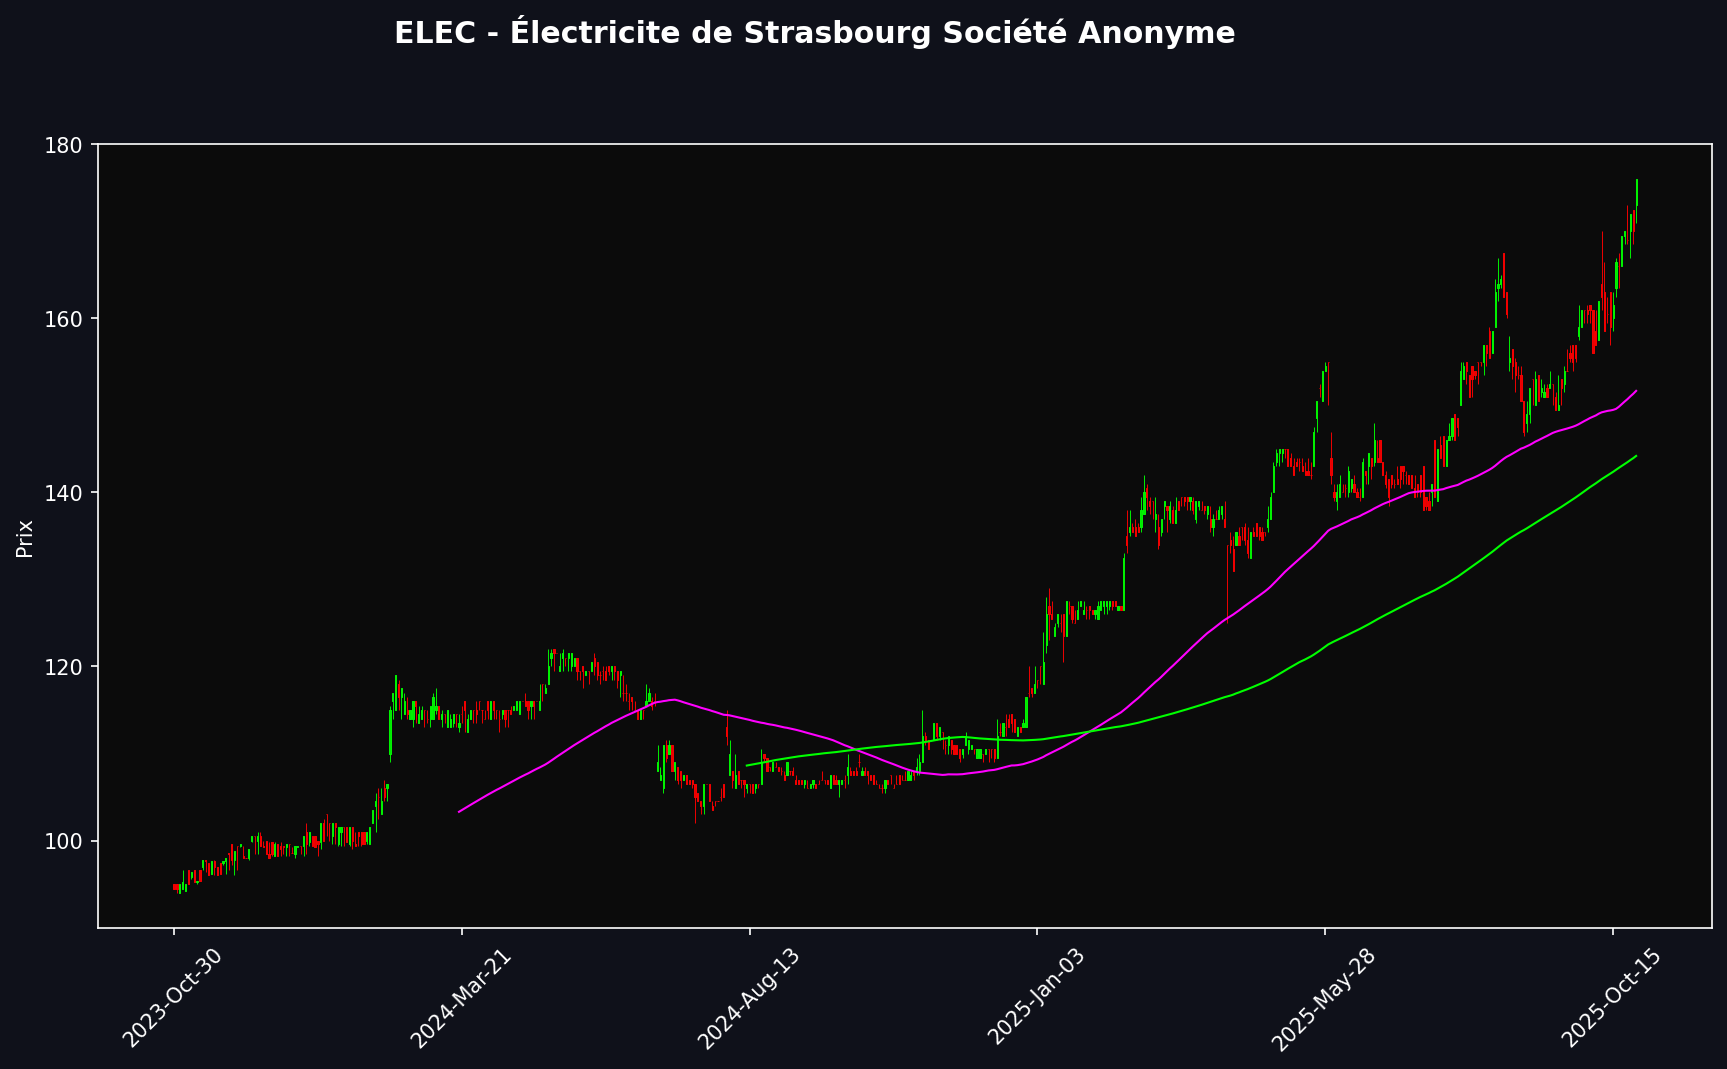 ELEC - Électricite de Strasbourg Société Anonyme
Prix
180
160
140
120
100
2023-Oct-30
2024-Mar-21
2024-Aug-13
2025-Jan-03
2025-May-28
2025-Oct-15